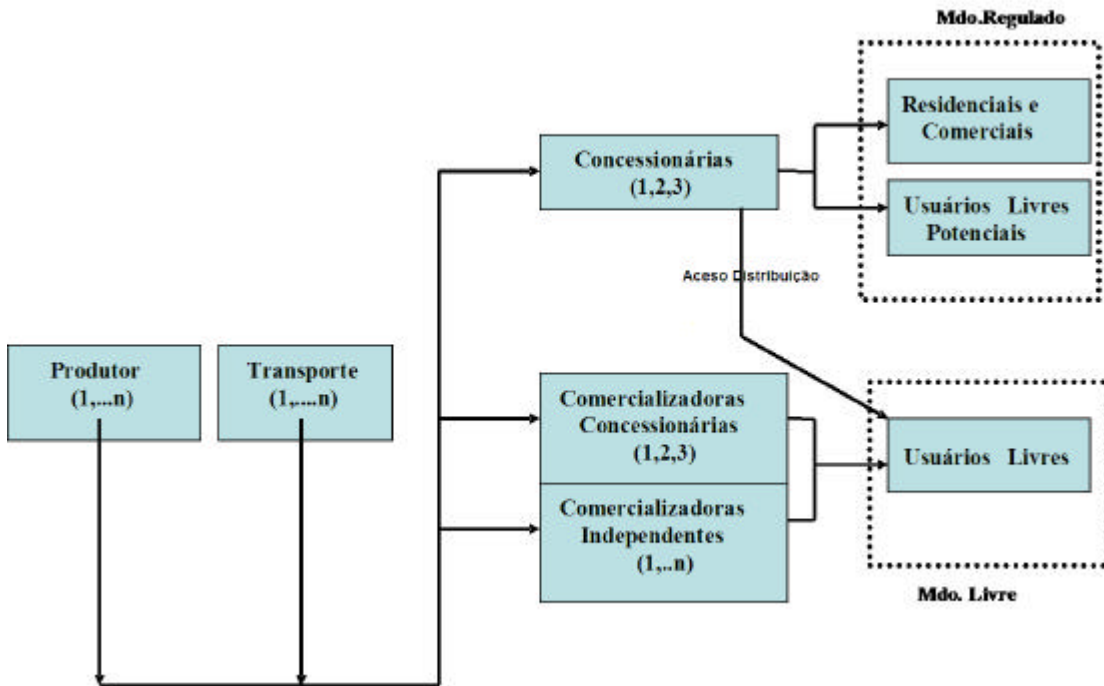 Mdo.Regulado
Residenciais e
Comerciais
Concessionárias
(1,2,3)
Usuários Livres
Potenciais
Aceso Distribuição
Produtor
(1,...n)
Transporte
(1,....n)
Comercializadoras
Concessionárias
(1,2,3)
Usuários Livres
Comercializadoras
Independentes
(1,..n)
Mdo. Livre